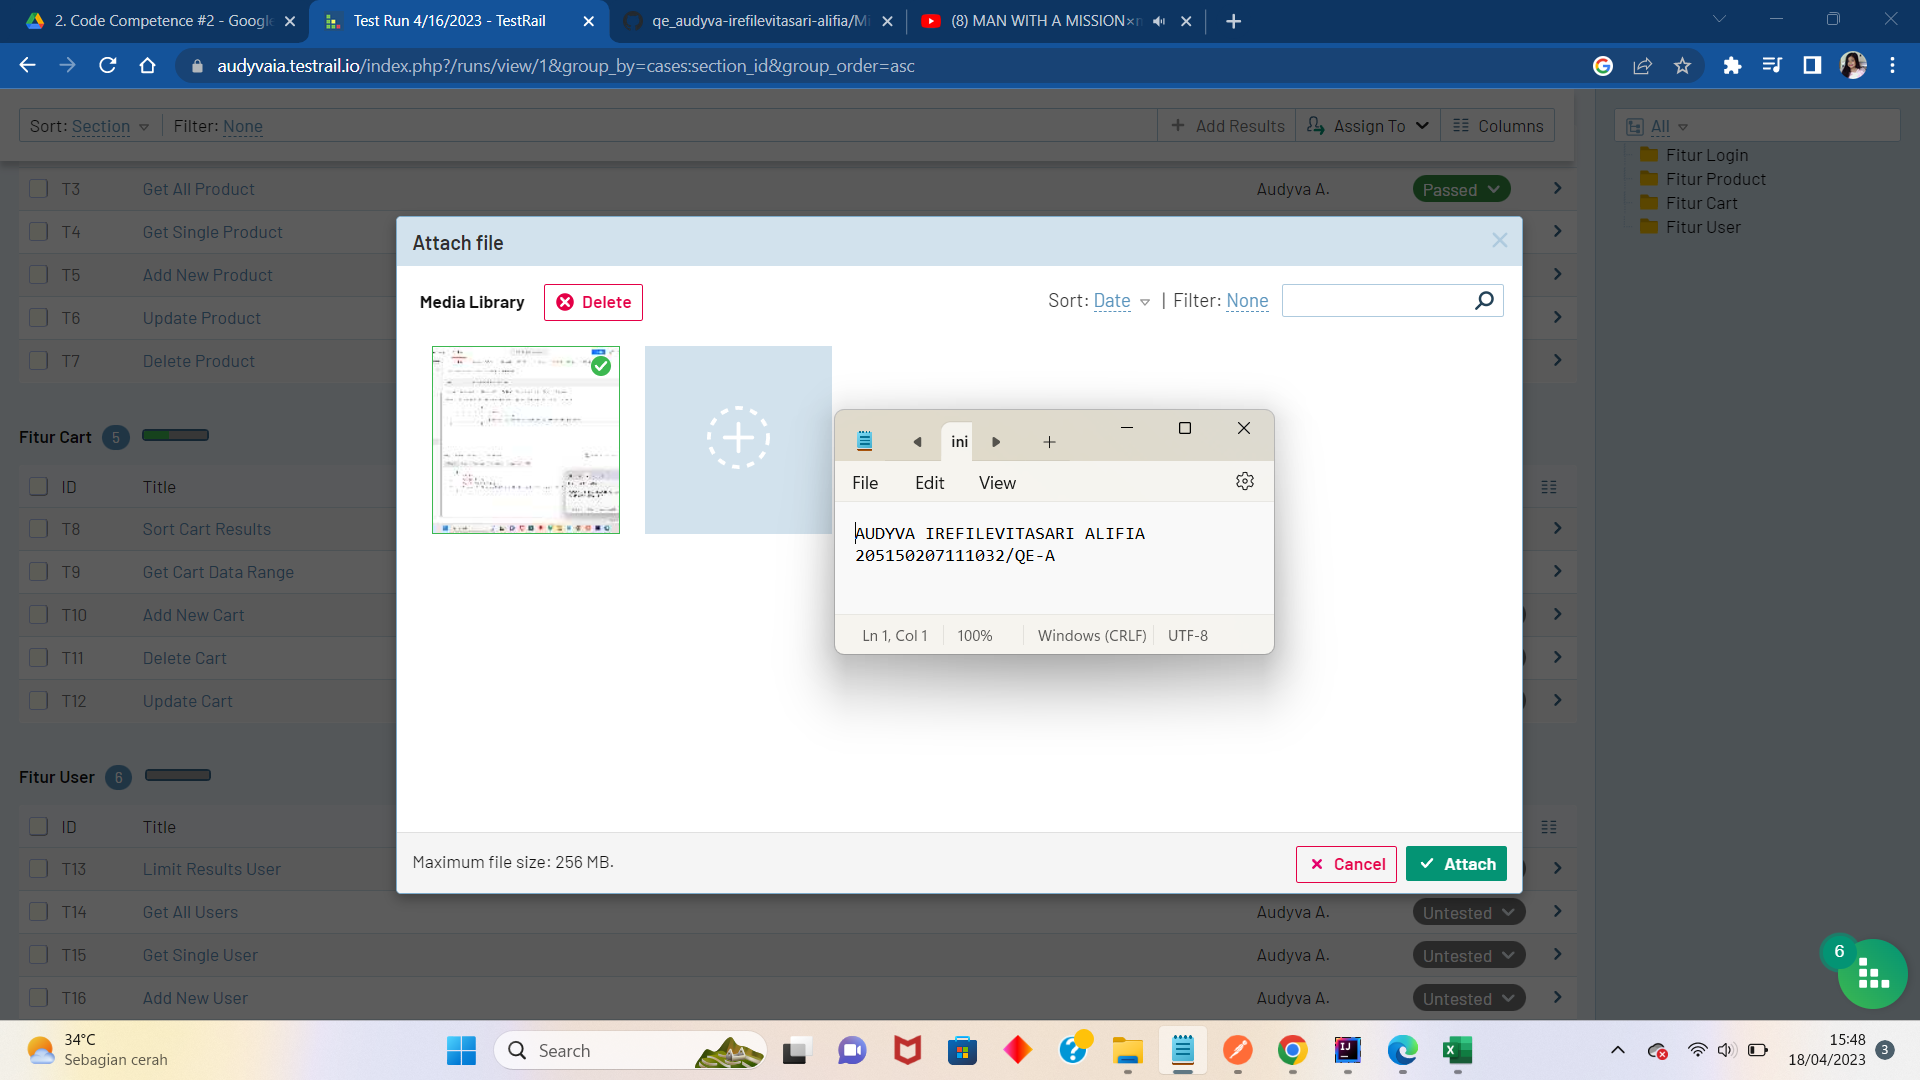 2. Code Competence #2 - Google
Test Run 4/16/2023 - TestRail
qe_audyva-irefilevitasari-alifia/Mi
(8) MAN WITH A MISSION×m
audyvaia.testrail.io/index.php?/runs/view/1&group_by=cases:section_id&group_order=asc
Sort: Section
Filter: None
Add Results
Assign To
Columns
All
Fitur Login
Fitur Product
Fitur Cart
Fitur User
T3 Get All Product Audyva A. Passed
T4 Get Single Product
T5 Add New Product
T6 Update Product
T7 Delete Product
Fitur Cart 5
ID Title
T8 Sort Cart Results
T9 Get Cart Data Range
T10 Add New Cart
T11 Delete Cart
T12 Update Cart
Fitur User 6
ID Title
T13 Limit Results User
T14 Get All Users Audyva A. Untested
T15 Get Single User Audyva A. Untested
T16 Add New User Audyva A. Untested
Attach file
Media Library
Delete
Sort: Date | Filter: None
ini
File Edit View
AUDYVA IREFILEVITASARI ALIFIA
205150207111032/QE-A
Ln 1, Col 1 100% Windows (CRLF) UTF-8
Maximum file size: 256 MB.
Cancel
Attach
6
34°C
Sebagian cerah
Search
15:48
18/04/2023
3